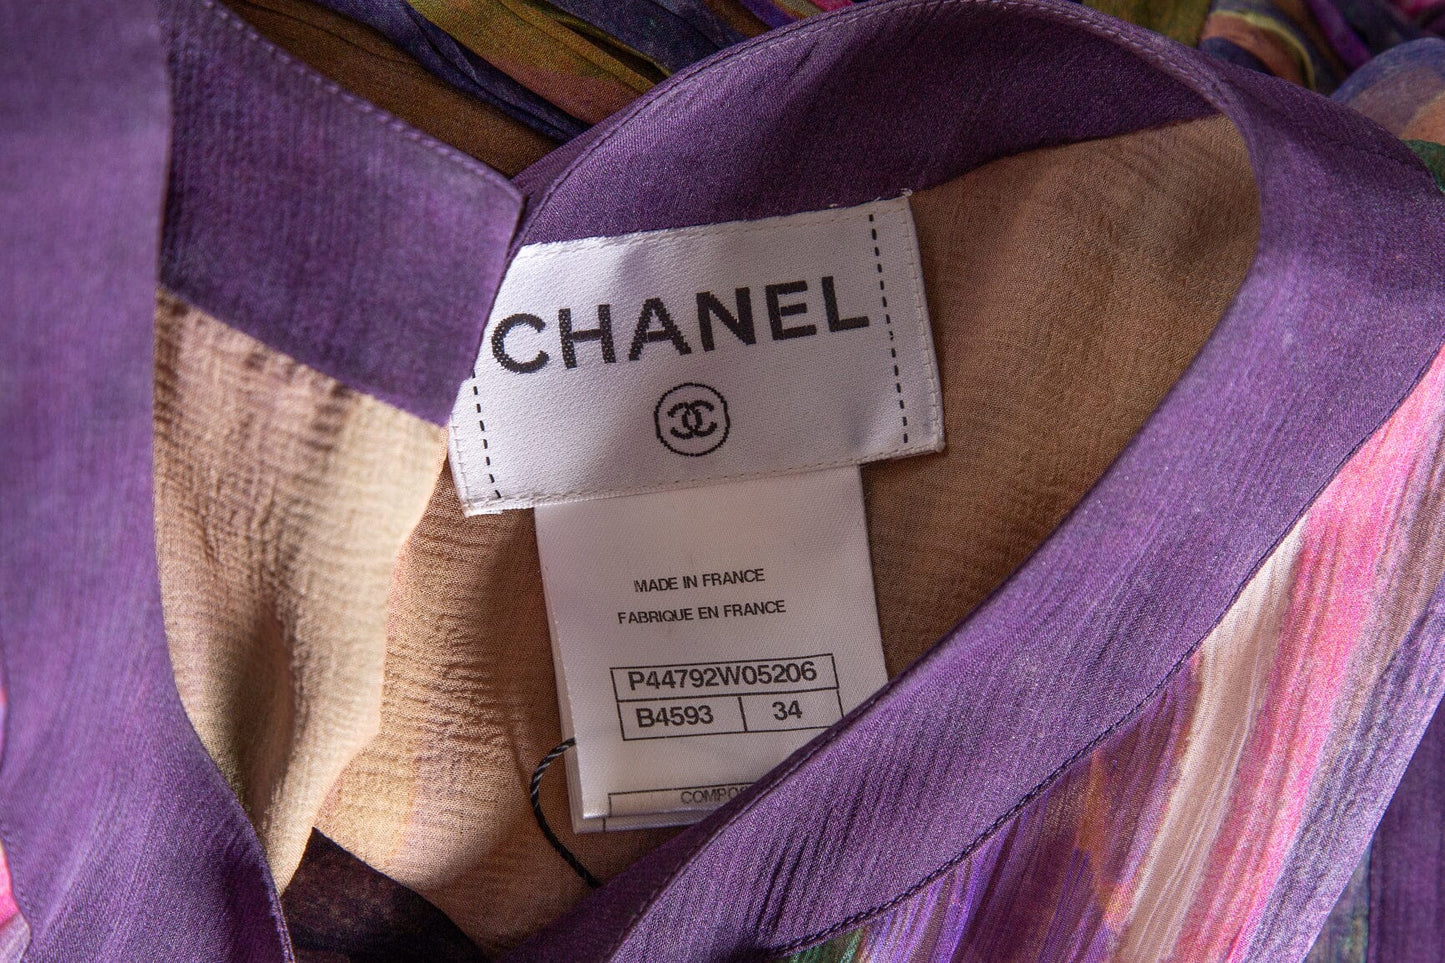 CHANEL
MADE IN FRANCE
FABRIQUE EN FRANCE
P44792W05206
B4593 34